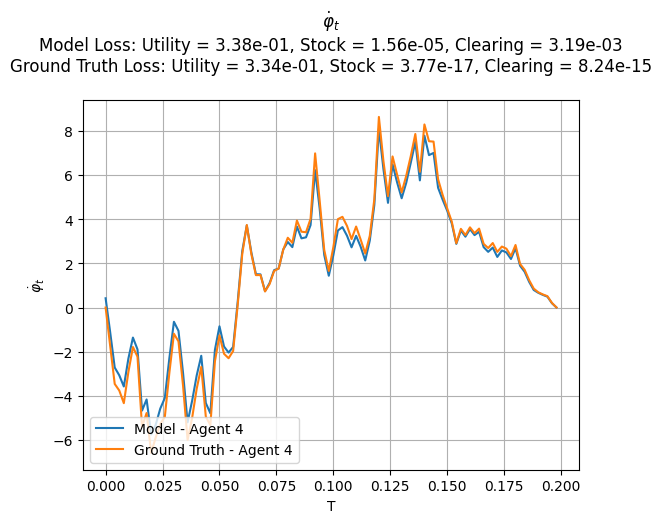 φ̇ₜ
Model Loss: Utility = 3.38e-01, Stock = 1.56e-05, Clearing = 3.19e-03
Ground Truth Loss: Utility = 3.34e-01, Stock = 3.77e-17, Clearing = 8.24e-15
8
6
4
2
0
−2
−4
−6
φ̇ₜ
Model - Agent 4
Ground Truth - Agent 4
0.000 0.025 0.050 0.075 0.100 0.125 0.150 0.175 0.200
T